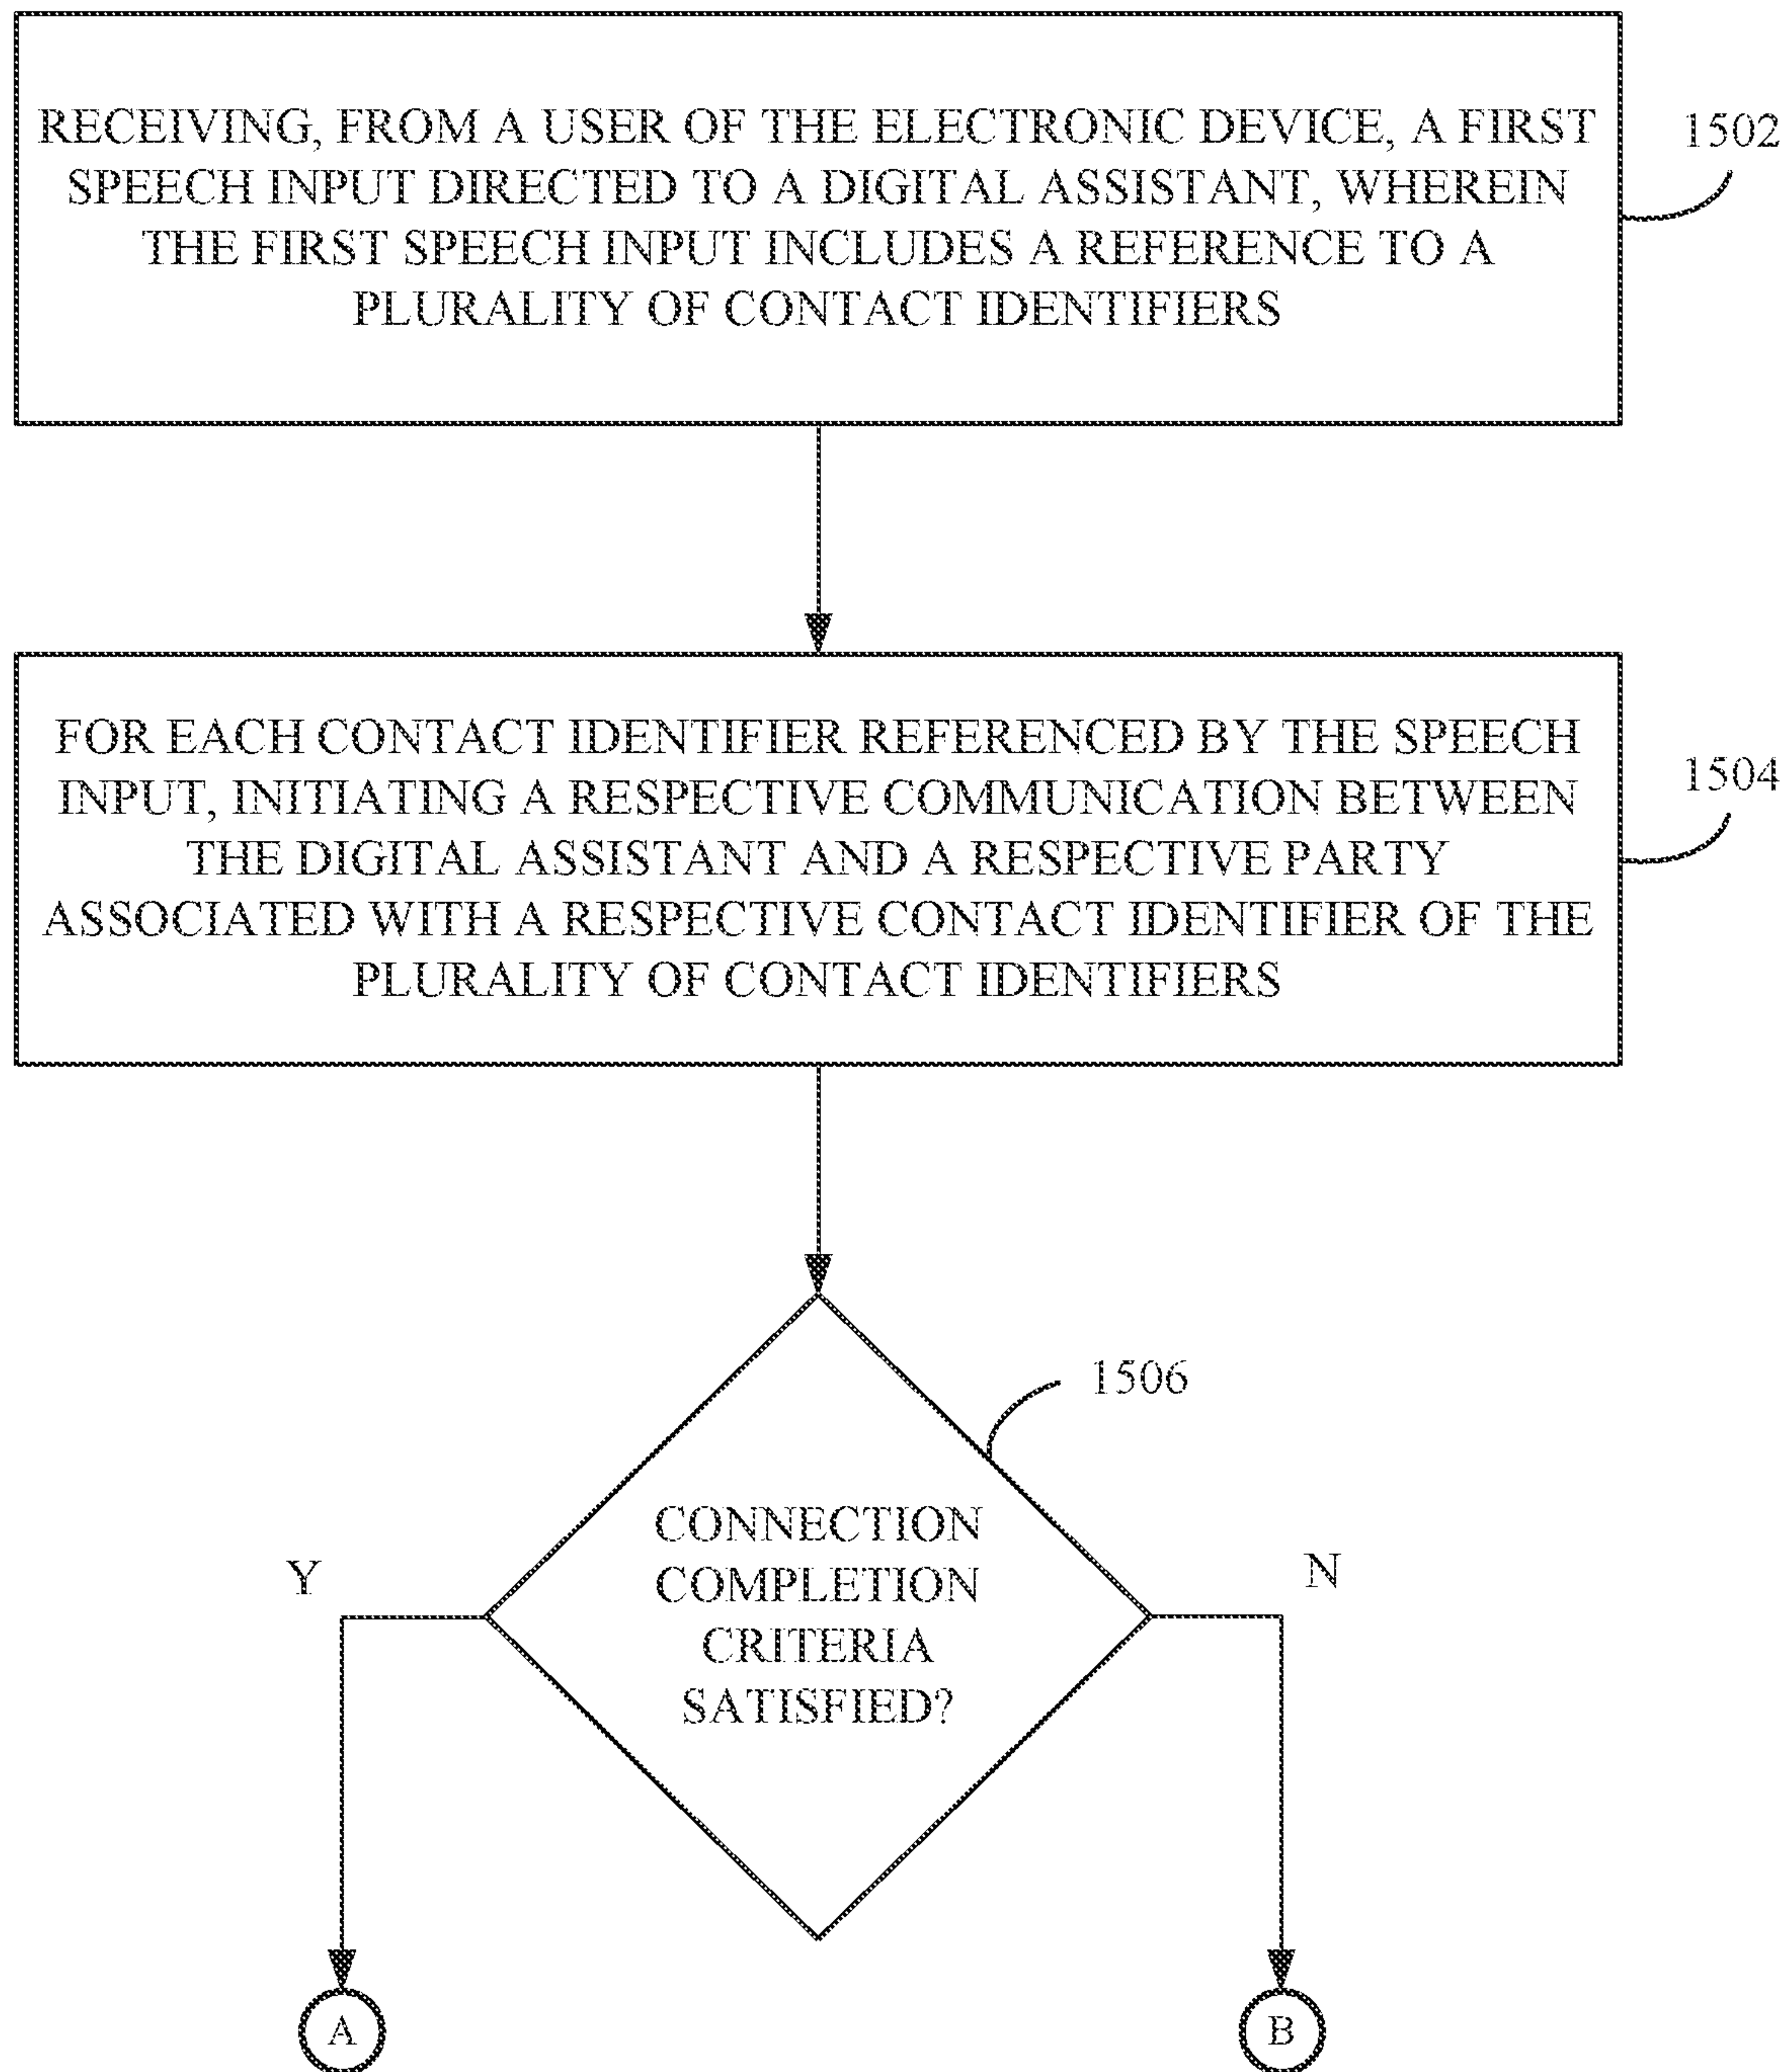 RECEIVING, FROM A USER OF THE ELECTRONIC DEVICE, A FIRST
SPEECH INPUT DIRECTED TO A DIGITAL ASSISTANT, WHEREIN
THE FIRST SPEECH INPUT INCLUDES A REFERENCE TO A
PLURALITY OF CONTACT IDENTIFIERS
1502
FOR EACH CONTACT IDENTIFIER REFERENCED BY THE SPEECH
INPUT, INITIATING A RESPECTIVE COMMUNICATION BETWEEN
THE DIGITAL ASSISTANT AND A RESPECTIVE PARTY
ASSOCIATED WITH A RESPECTIVE CONTACT IDENTIFIER OF THE
PLURALITY OF CONTACT IDENTIFIERS
1504
1506
CONNECTION
COMPLETION
CRITERIA
SATISFIED?
Y
N
A
B